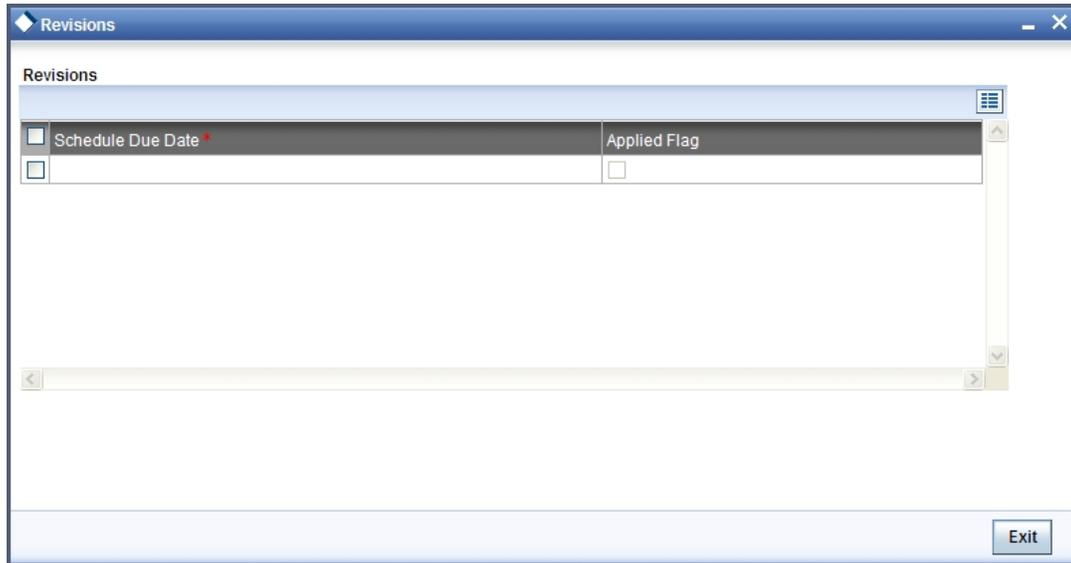 Revisions
Revisions
Schedule Due Date *
Applied Flag
Exit